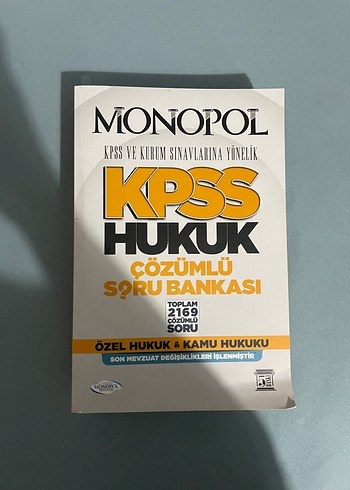 MONOPOL
KPSS VE KURUM SINAVLARINA YÖNELİK
KPSS
HUKUK
ÇÖZÜMLÜ
SORU BANKASI
TOPLAM
2169
ÇÖZÜMLÜ
SORU
ÖZEL HUKUK & KAMU HUKUKU
SON MEVZUAT DEĞİŞİKLİKLERİ İŞLENMİŞTİR
MONOPOL